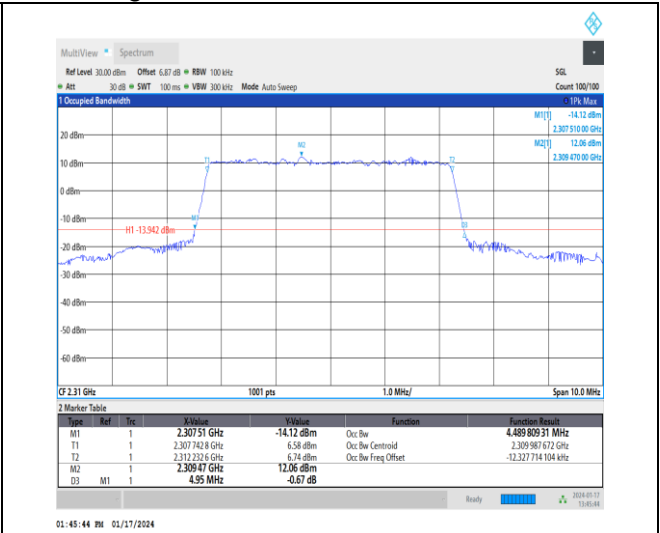 MultiView Spectrum
Ref Level 30.00 dBm Offset 6.87 dB RBW 100 kHz SGL
Att 30 dB SWT 100 ms VBW 300 kHz Mode Auto Sweep Count 100/100
1 Occupied Bandwidth 1Pk Max
M1[1] -14.12 dBm
2.307 510 00 GHz
20 dBm
M2[1] 12.06 dBm
2.309 470 00 GHz
M2
T1
T2
10 dBm
0 dBm
-10 dBm
M1
H1 -13.942 dBm
D3
-20 dBm
-30 dBm
-40 dBm
-50 dBm
-60 dBm
CF 2.31 GHz 1001 pts 1.0 MHz/ Span 10.0 MHz
2 Marker Table
Type Ref Trc X-Value Y-Value Function Function Result
M1 1 2.307 51 GHz -14.12 dBm Occ Bw 4.489 809 31 MHz
T1 1 2.307 742 8 GHz 6.58 dBm Occ Bw Centroid 2.309 987 672 GHz
T2 1 2.312 232 6 GHz 6.74 dBm Occ Bw Freq Offset -12.327 714 104 kHz
M2 1 2.309 47 GHz 12.06 dBm
D3 M1 1 4.95 MHz -0.67 dB
Ready 2024-01-17
13:45:44
01:45:44 PM 01/17/2024